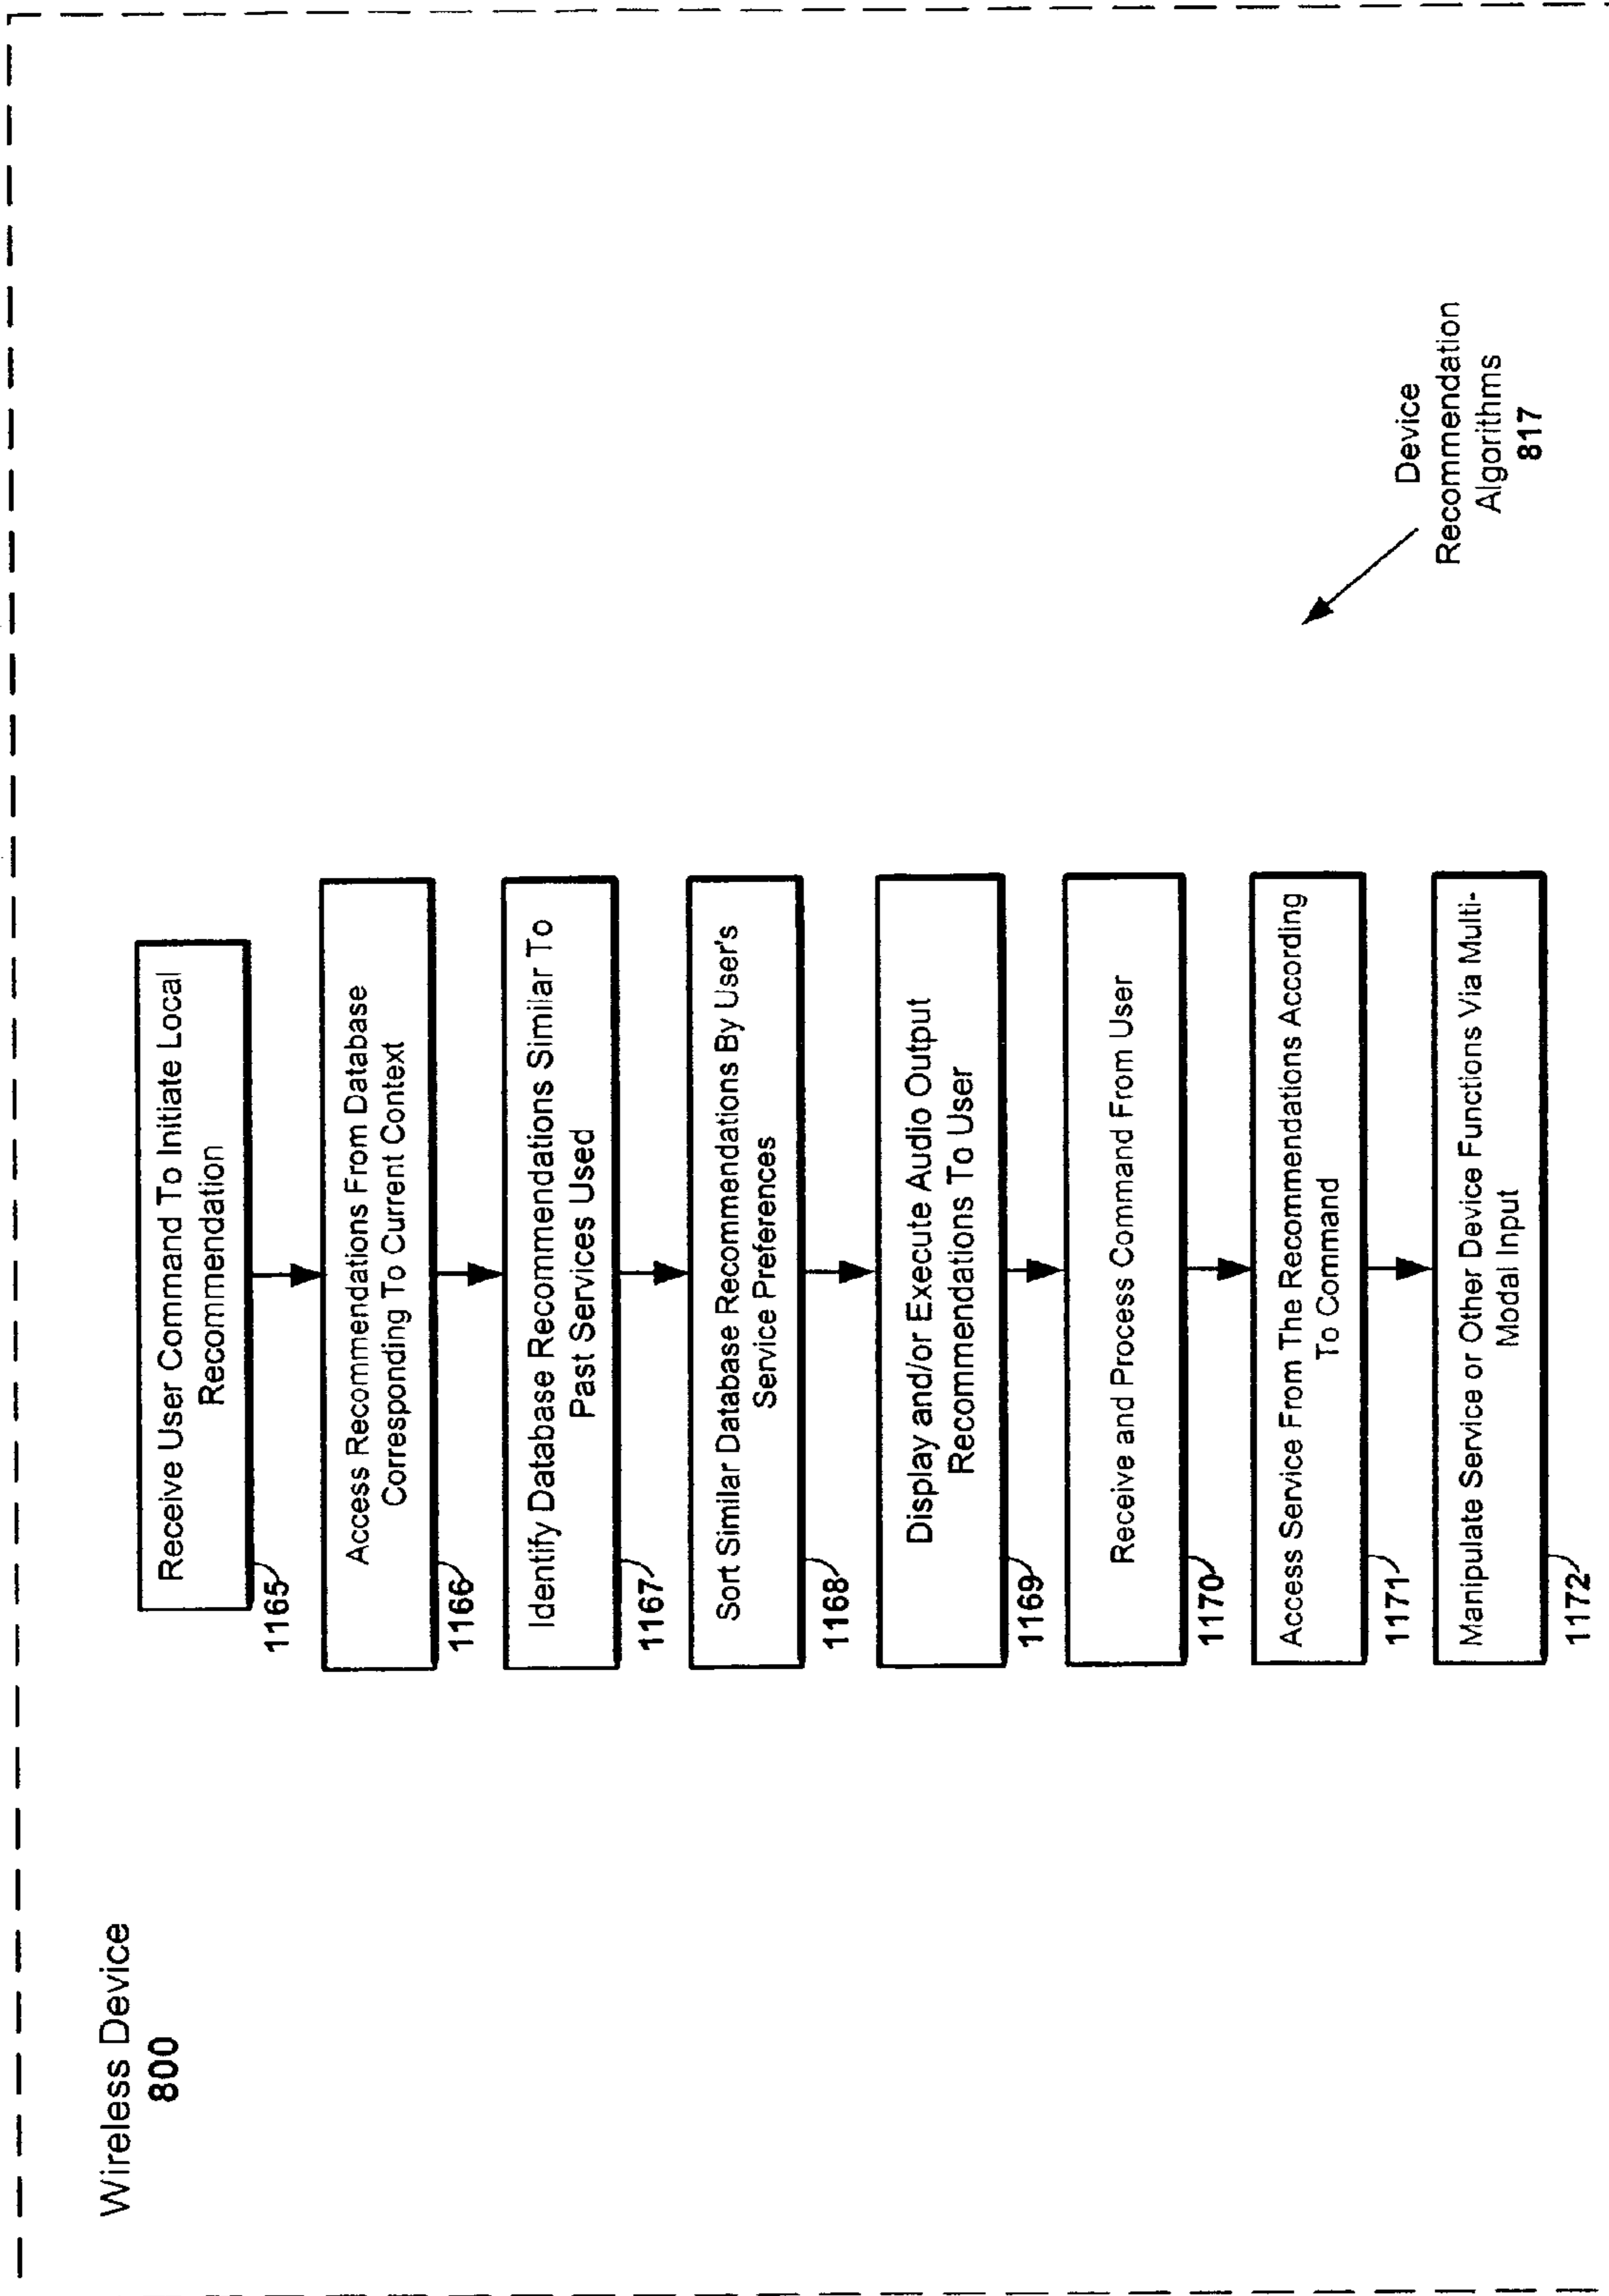 Wireless Device
800
Receive User Command To Initiate Local
Recommendation
1165
Access Recommendations From Database
Corresponding To Current Context
1166
Identify Database Recommendations Similar To
Past Services Used
1167
Sort Similar Database Recommendations By User's
Service Preferences
1168
Display and/or Execute Audio Output
Recommendations To User
1169
Receive and Process Command From User
1170
Access Service From The Recommendations According
To Command
1171
Manipulate Service or Other Device Functions Via Multi-
Modal Input
1172
Device
Recommendation
Algorithms
817